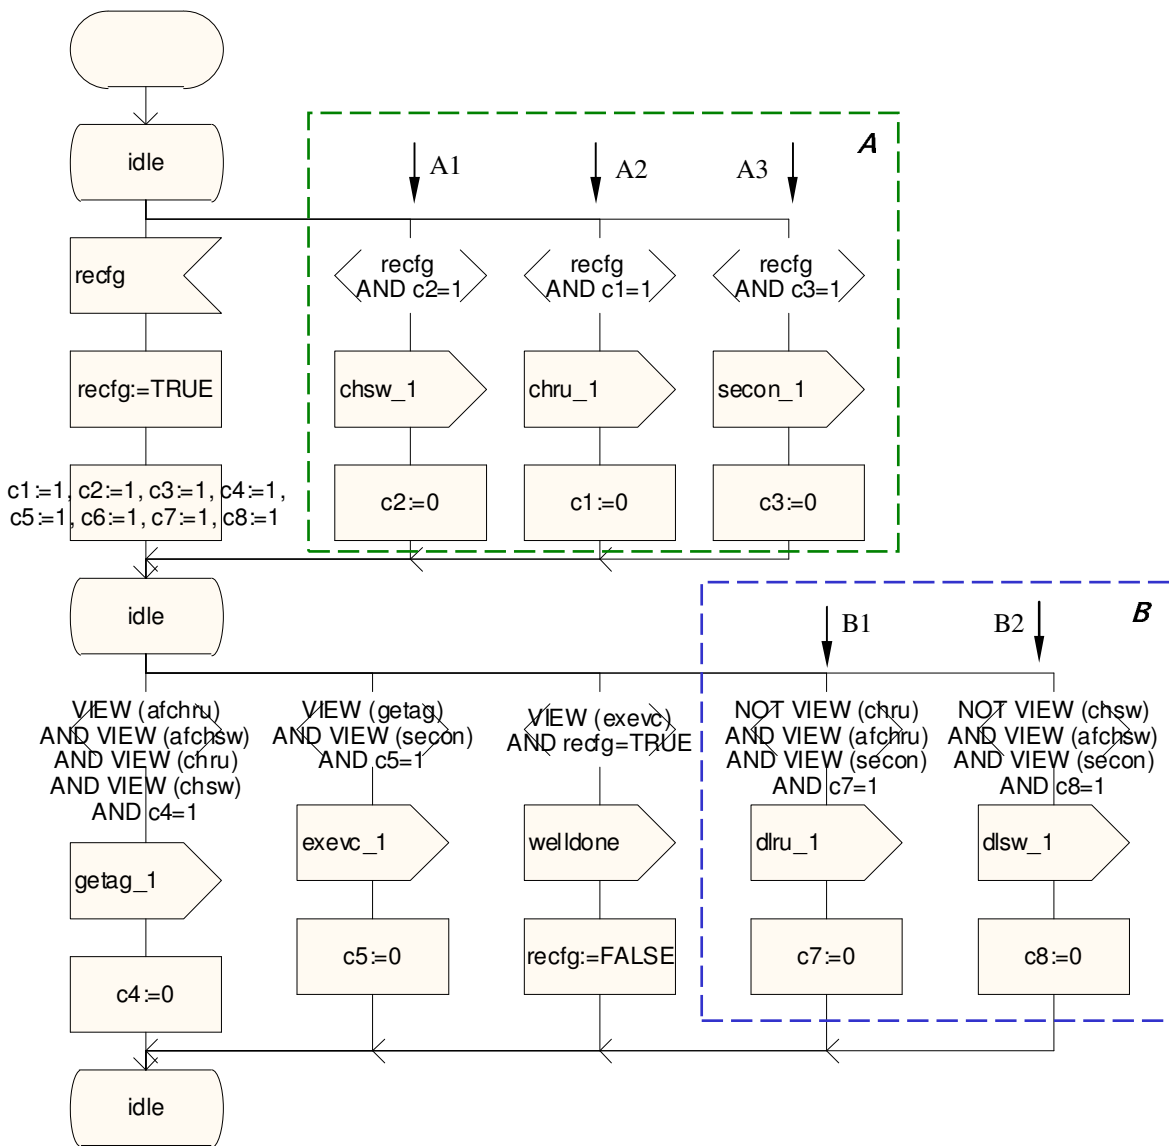 idle
A
A1
A2
A3
recfg
recfg
AND c2=1
recfg
AND c1=1
recfg
AND c3=1
recfg:=TRUE
chsw_1
chru_1
secon_1
c1:=1, c2:=1, c3:=1, c4:=1,
c5:=1, c6:=1, c7:=1, c8:=1
c2:=0
c1:=0
c3:=0
idle
B
B1
B2
VIEW (afchru)
AND VIEW (afchsw)
AND VIEW (chru)
AND VIEW (chsw)
AND c4=1
VIEW (getag)
AND VIEW (secon)
AND c5=1
VIEW (exevc)
AND recfg=TRUE
NOT VIEW (chru)
AND VIEW (afchru)
AND VIEW (secon)
AND c7=1
NOT VIEW (chsw)
AND VIEW (afchsw)
AND VIEW (secon)
AND c8=1
getag_1
exevc_1
welldone
dlru_1
dlsw_1
c4:=0
c5:=0
recfg:=FALSE
c7:=0
c8:=0
idle